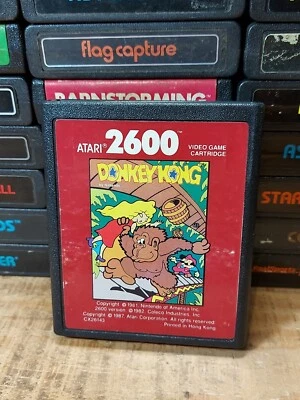 flag capture
BARNSTORMING
ATARI 2600
VIDEO GAME
CARTRIDGE
DONKEY KONG
Copyright © 1981, Nintendo of America Inc.
2600 version © 1982, Coleco Industries, Inc.
Copyright © 1987, Atari Corporation. All rights reserved.
CX26143
Printed in Hong Kong